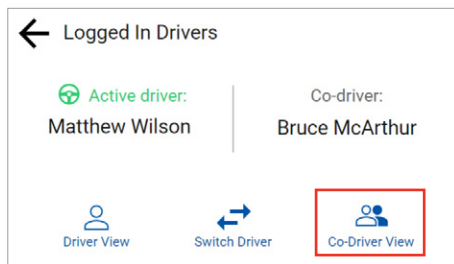 Logged In Drivers
Active driver:
Matthew Wilson
Co-driver:
Bruce McArthur
Driver View
Switch Driver
Co-Driver View